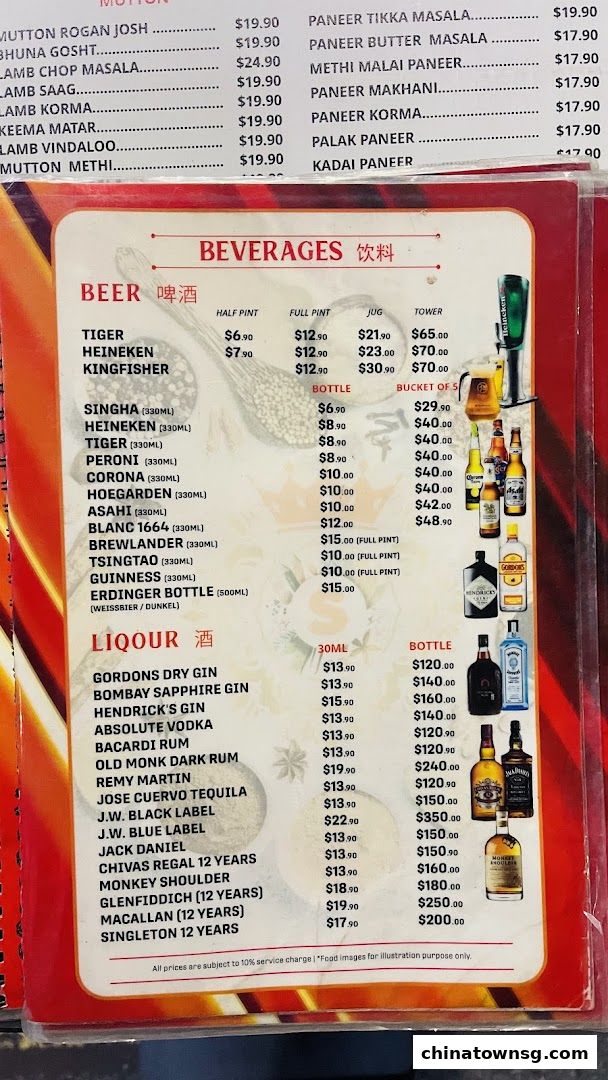 MUTTON
MUTTON ROGAN JOSH ................ $19.90
BHUNA GOSHT................................ $19.90
LAMB CHOP MASALA.................... $24.90
LAMB SAAG.................................... $19.90
LAMB KORMA................................. $19.90
KEEMA MATAR................................ $19.90
LAMB VINDALOO........................... $19.90
MUTTON METHI............................. $19.90
PANEER TIKKA MASALA................. $19.90
PANEER BUTTER MASALA ............. $17.90
METHI MALAI PANEER................... $17.90
PANEER MAKHANI......................... $17.90
PANEER KORMA............................. $17.90
PALAK PANEER .............................. $17.90
KADAI PANEER .............................. $17.90
BEVERAGES 饮料
BEER 啤酒
HALF PINT FULL PINT JUG TOWER
TIGER $6.90 $12.90 $21.90 $65.00
HEINEKEN $7.90 $12.90 $23.00 $70.00
KINGFISHER $12.90 $30.90 $70.00
BOTTLE BUCKET OF 5
SINGHA (330ML) $6.90 $29.90
HEINEKEN (330ML) $8.90 $40.00
TIGER (330ML) $8.90 $40.00
PERONI (330ML) $8.90 $40.00
CORONA (330ML) $10.00 $40.00
HOEGARDEN (330ML) $10.00 $40.00
ASAHI (330ML) $10.00 $42.00
BLANC 1664 (330ML) $12.00 $48.90
BREWLANDER (330ML) $15.00 (FULL PINT)
TSINGTAO (330ML) $10.00 (FULL PINT)
GUINNESS (330ML) $10.00 (FULL PINT)
ERDINGER BOTTLE (500ML) $15.00
(WEISSBIER / DUNKEL)
LIQOUR 酒
30ML BOTTLE
GORDONS DRY GIN $13.90 $120.00
BOMBAY SAPPHIRE GIN $13.90 $140.00
HENDRICK'S GIN $15.90 $160.00
ABSOLUTE VODKA $13.90 $140.00
BACARDI RUM $13.90 $120.90
OLD MONK DARK RUM $13.90 $120.90
REMY MARTIN $19.90 $240.00
JOSE CUERVO TEQUILA $13.90 $120.90
J.W. BLACK LABEL $13.90 $150.00
J.W. BLUE LABEL $22.90 $350.00
JACK DANIEL $13.90 $150.00
CHIVAS REGAL 12 YEARS $13.90 $150.90
MONKEY SHOULDER $13.90 $160.00
GLENFIDDICH (12 YEARS) $18.90 $180.00
MACALLAN (12 YEARS) $19.90 $250.00
SINGLETON 12 YEARS $17.90 $200.00
Heineken
Corona
Asahi
GORDON'S
HENDRICK'S
GIN
BOMBAY
MONKEY
SHOULDER
S
All prices are subject to 10% service charge | *Food images for illustration purpose only.
chinatownsg.com